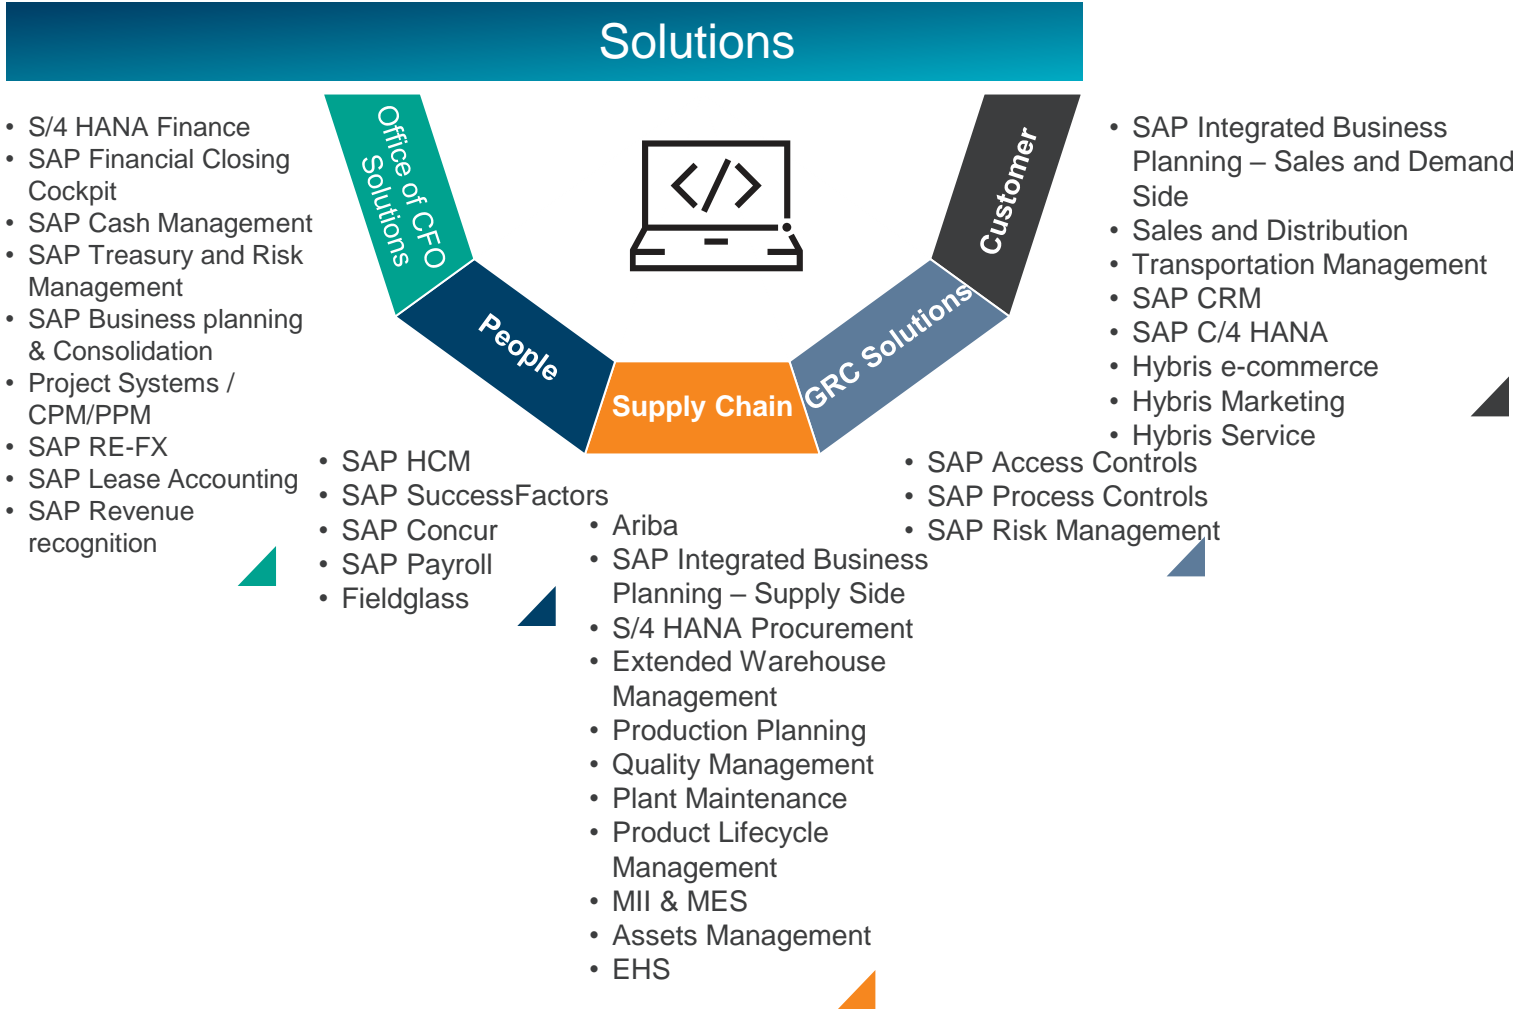 Solutions
Office of CFO
Solutions
People
Supply Chain
GRC Solutions
Customer
</>
• S/4 HANA Finance
• SAP Financial Closing
Cockpit
• SAP Cash Management
• SAP Treasury and Risk
Management
• SAP Business planning
& Consolidation
• Project Systems /
CPM/PPM
• SAP RE-FX
• SAP Lease Accounting
• SAP Revenue
recognition
• SAP HCM
• SAP SuccessFactors
• SAP Concur
• SAP Payroll
• Fieldglass
• Ariba
• SAP Integrated Business
Planning – Supply Side
• S/4 HANA Procurement
• Extended Warehouse
Management
• Production Planning
• Quality Management
• Plant Maintenance
• Product Lifecycle
Management
• MII & MES
• Assets Management
• EHS
• SAP Access Controls
• SAP Process Controls
• SAP Risk Management
• SAP Integrated Business
Planning – Sales and Demand
Side
• Sales and Distribution
• Transportation Management
• SAP CRM
• SAP C/4 HANA
• Hybris e-commerce
• Hybris Marketing
• Hybris Service